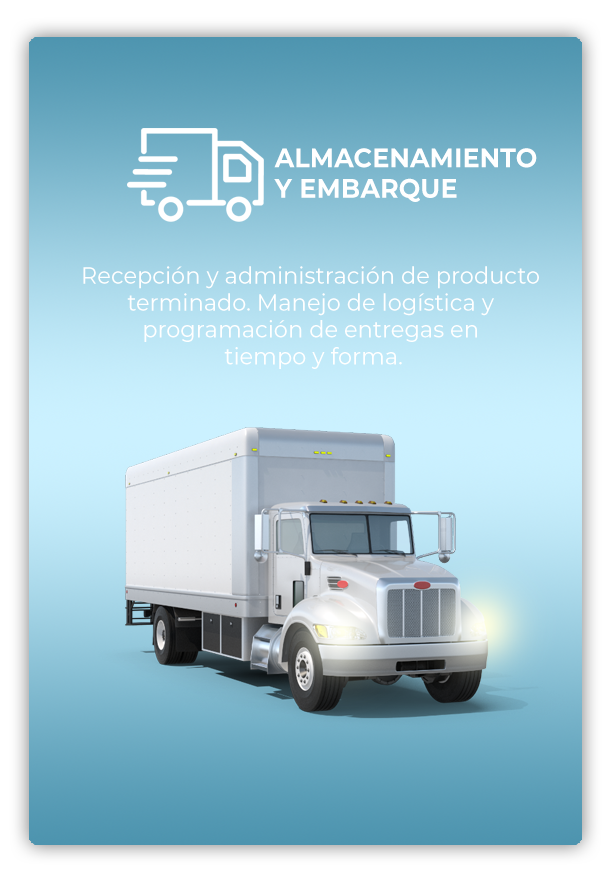 ALMACENAMIENTO
Y EMBARQUE
Recepción y administración de producto
terminado. Manejo de logística y
programación de entregas en
tiempo y forma.